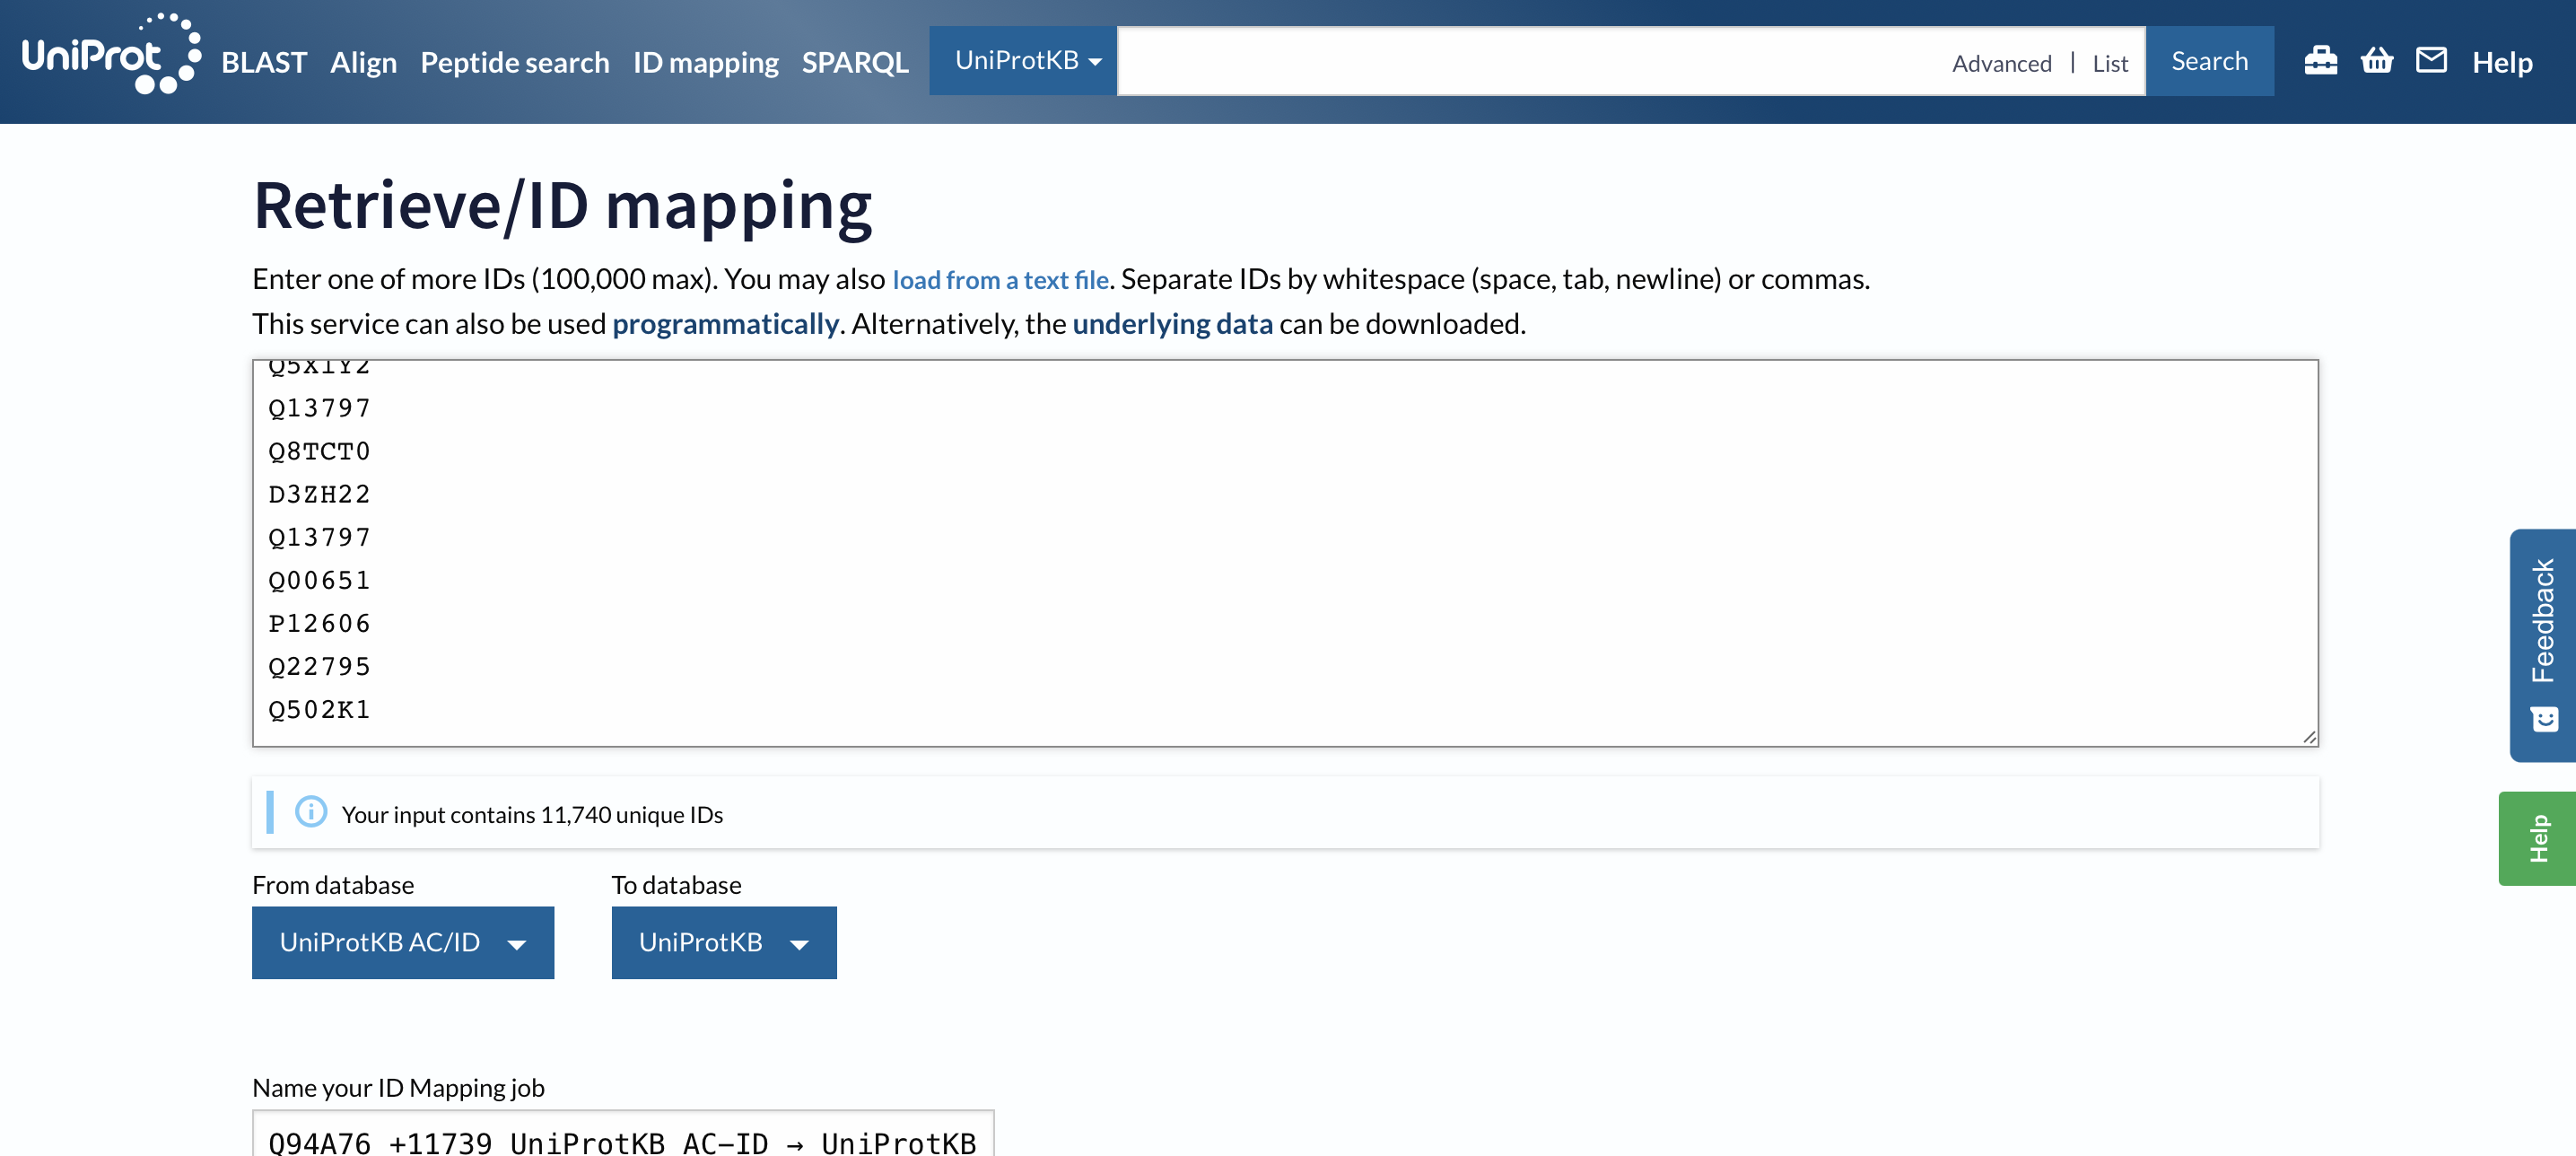 UniProt BLAST Align Peptide search ID mapping SPARQL UniProtKB Advanced | List Search Help
Retrieve/ID mapping
Enter one of more IDs (100,000 max). You may also load from a text file. Separate IDs by whitespace (space, tab, newline) or commas.
This service can also be used programmatically. Alternatively, the underlying data can be downloaded.
Q5XIY2
Q13797
Q8TCT0
D3ZH22
Q13797
Q00651
P12606
Q22795
Q502K1
Your input contains 11,740 unique IDs
From database To database
UniProtKB AC/ID UniProtKB
Name your ID Mapping job
Q94A76 +11739 UniProtKB AC-ID → UniProtKB
Feedback
Help